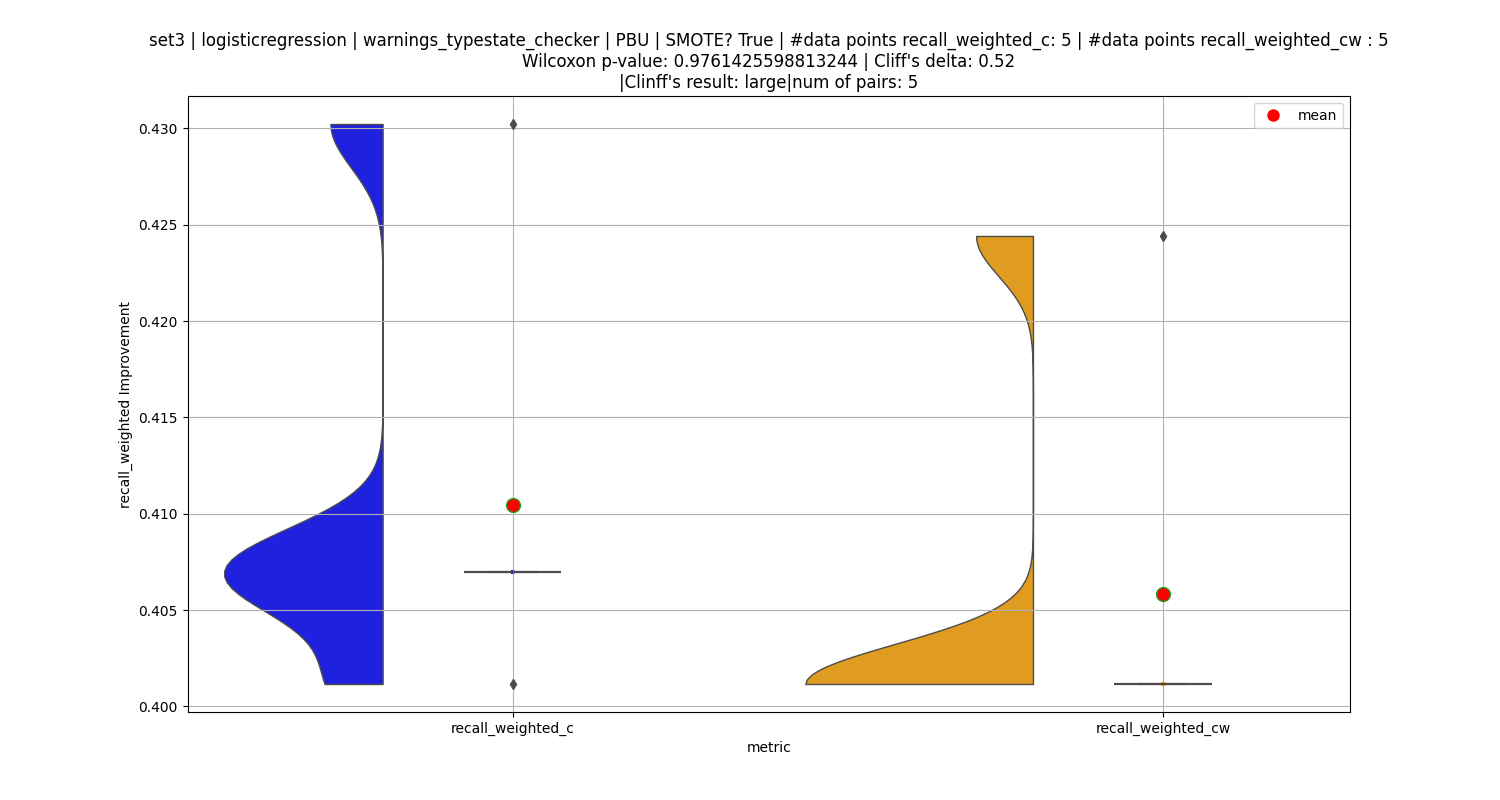 set3 | logisticregression | warnings_typestate_checker | PBU | SMOTE? True | #data points recall_weighted_c: 5 | #data points recall_weighted_cw : 5
Wilcoxon p-value: 0.9761425598813244 | Cliff's delta: 0.52
|Clinff's result: large|num of pairs: 5
mean
0.430
0.425
0.420
0.415
0.410
0.405
0.400
recall_weighted Improvement
recall_weighted_c
recall_weighted_cw
metric